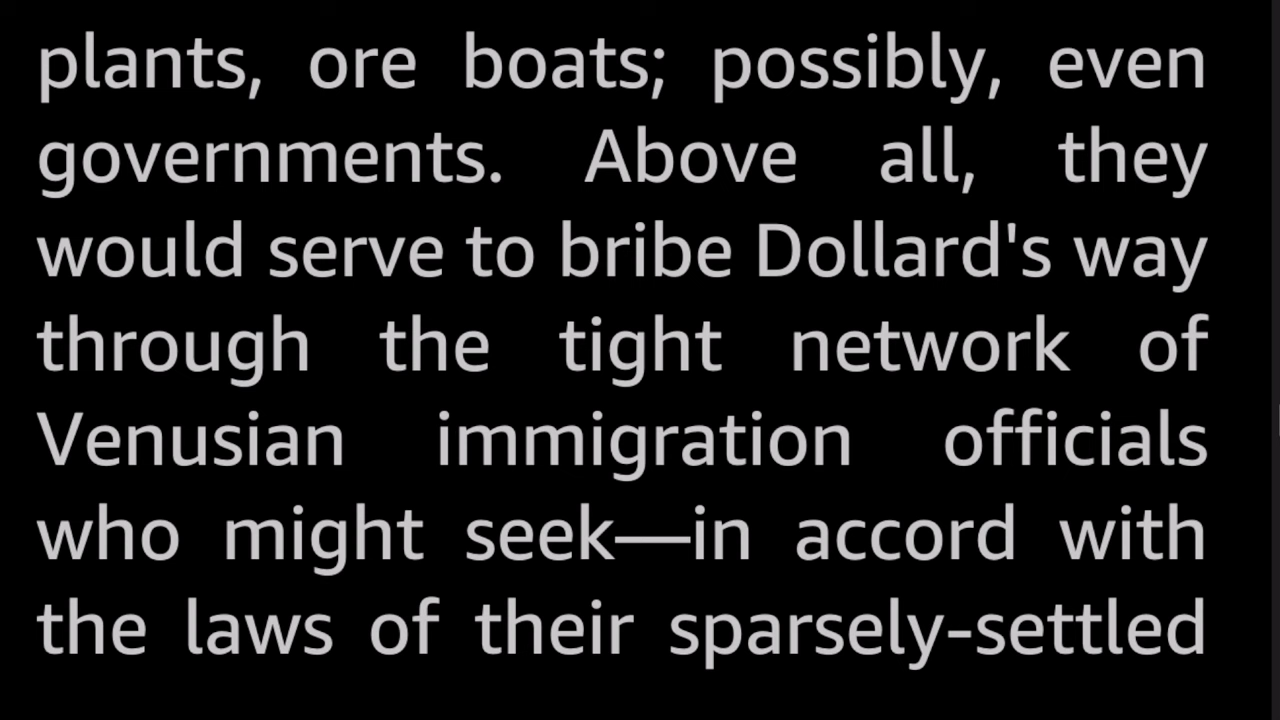 plants, ore boats; possibly, even
governments. Above all, they
would serve to bribe Dollard's way
through the tight network of
Venusian immigration officials
who might seek—in accord with
the laws of their sparsely-settled